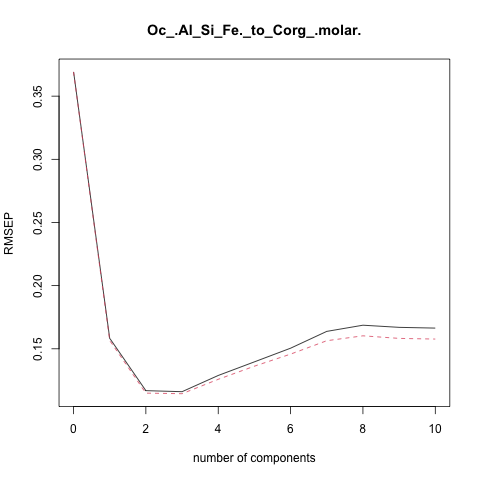 Oc_.Al_Si_Fe._to_Corg_.molar.
RMSEP
0.35
0.30
0.25
0.20
0.15
0 2 4 6 8 10
number of components